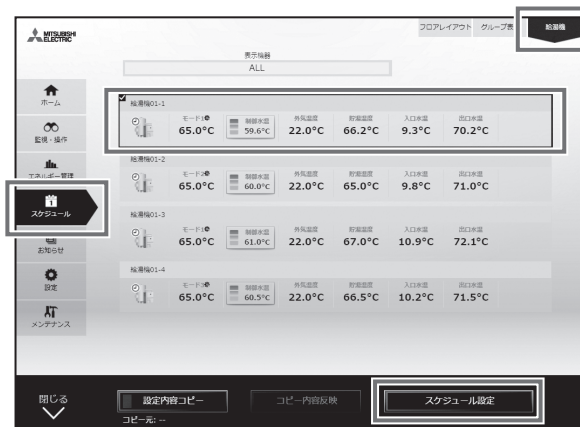 MITSUBISHI
ELECTRIC
フロアレイアウト グループ表 給湯機
表示機器
ALL
ホーム
監視・操作
エネルギー管理
1
スケジュール
お知らせ
設定
メンテナンス
給湯機01-1
モード1 制御水温 外気温度 貯湯温度 入口水温 出口水温
65.0°C 59.6°C 22.0°C 66.2°C 9.3°C 70.2°C
給湯機01-2
モード2 制御水温 外気温度 貯湯温度 入口水温 出口水温
65.0°C 60.0°C 22.0°C 65.0°C 9.8°C 71.0°C
給湯機01-3
モード1 制御水温 外気温度 貯湯温度 入口水温 出口水温
65.0°C 61.0°C 22.0°C 67.0°C 10.9°C 72.1°C
給湯機01-4
制御水温 外気温度 貯湯温度 入口水温 出口水温
65.0°C 60.5°C 22.0°C 66.5°C 10.2°C 71.5°C
閉じる
設定内容コピー コピー内容反映 スケジュール設定
コピー元: --